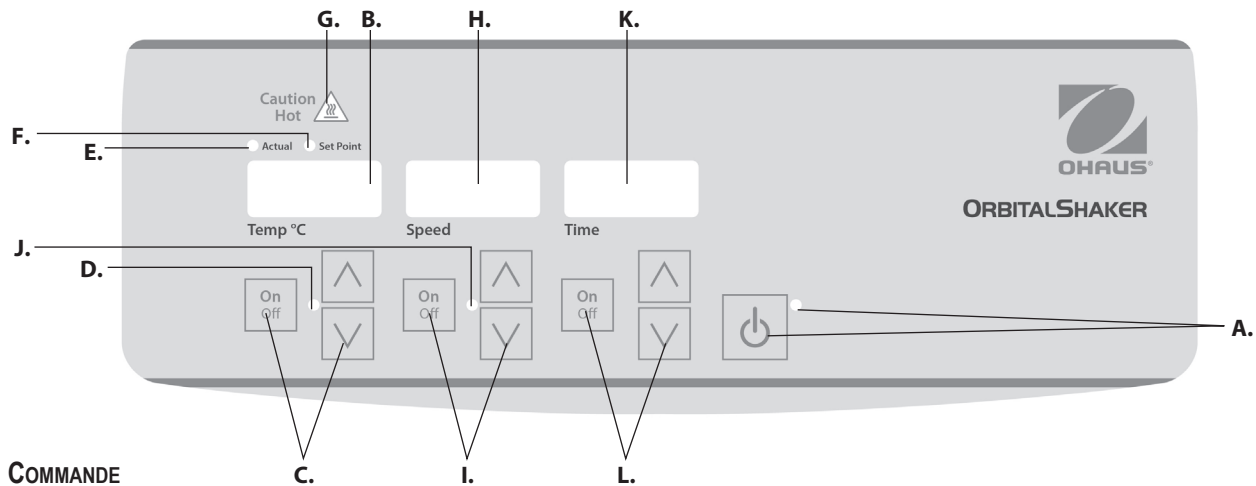 G. B. H. K.
Caution
Hot
F.
E. Actual Set Point
OHAUS®
ORBITALSHAKER
Temp °C Speed Time
J.
D.
On
Off
On
Off
On
Off
A.
COMMANDE C. I. L.